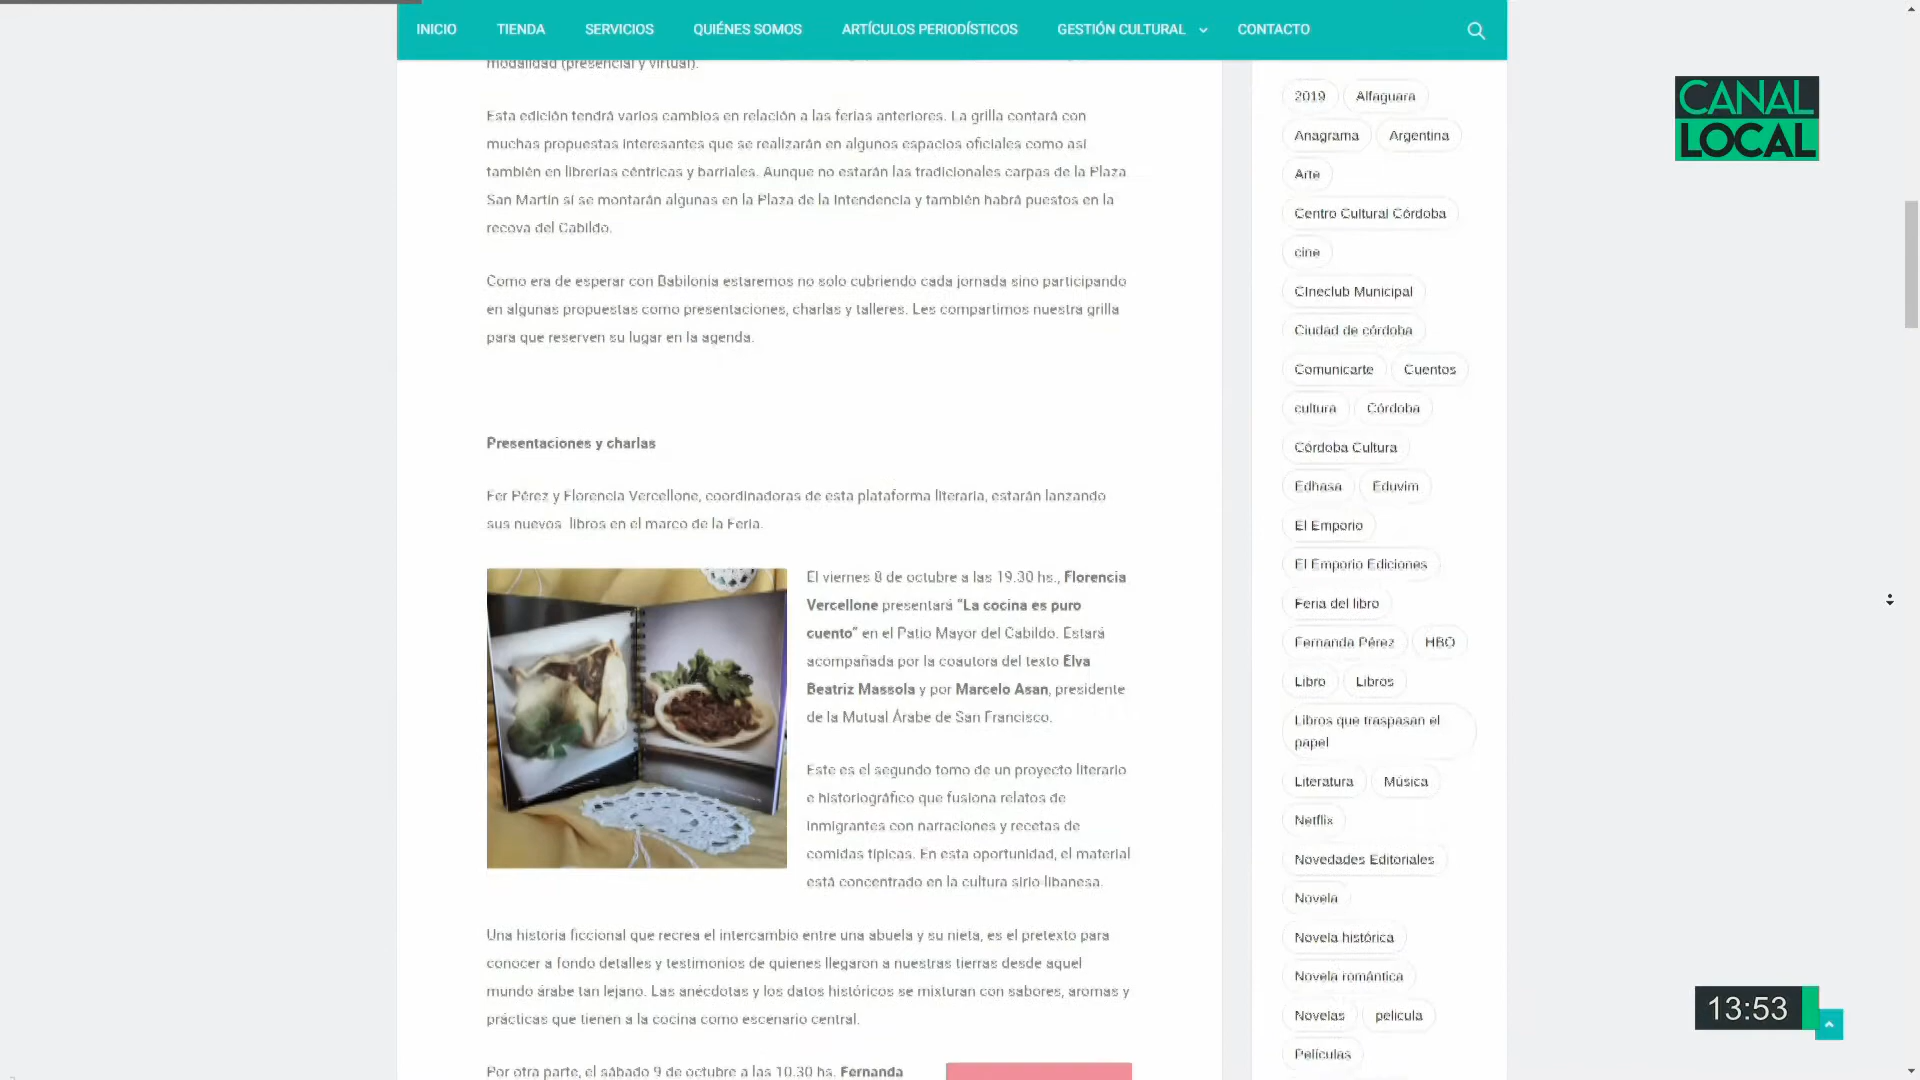 INICIO TIENDA SERVICIOS QUIÉNES SOMOS ARTÍCULOS PERIODÍSTICOS GESTIÓN CULTURAL CONTACTO
modalidad (presencial y virtual).
Esta edición tendrá varios cambios en relación a las ferias anteriores. La grilla contará con
muchas propuestas interesantes que se realizarán en algunos espacios oficiales como así
también en librerías céntricas y barriales. Aunque no estarán las tradicionales carpas de la Plaza
San Martín sí se montarán algunas en la Plaza de la Intendencia y también habrá puestos en la
recova del Cabildo.
Como era de esperar con Babilonia estaremos no solo cubriendo cada jornada sino participando
en algunas propuestas como presentaciones, charlas y talleres. Les compartimos nuestra grilla
para que reserven su lugar en la agenda.
Presentaciones y charlas
Fer Pérez y Florencia Vercellone, coordinadoras de esta plataforma literaria, estarán lanzando
sus nuevos libros en el marco de la Feria.
El viernes 8 de octubre a las 19.30 hs., Florencia
Vercellone presentará “La cocina es puro
cuento” en el Patio Mayor del Cabildo. Estará
acompañada por la coautora del texto Elva
Beatriz Massola y por Marcelo Asan, presidente
de la Mutual Árabe de San Francisco.
Este es el segundo tomo de un proyecto literario
e historiográfico que fusiona relatos de
inmigrantes con narraciones y recetas de
comidas típicas. En esta oportunidad, el material
está concentrado en la cultura sirio libanesa.
Una historia ficcional que recrea el intercambio entre una abuela y su nieta, es el pretexto para
conocer a fondo detalles y testimonios de quienes llegaron a nuestras tierras desde aquel
mundo árabe tan lejano. Las anécdotas y los datos históricos se mixturan con sabores, aromas y
prácticas que tienen a la cocina como escenario central.
Por otra parte, el sábado 9 de octubre a las 10.30 hs. Fernanda
2019 Alfaguara
Anagrama Argentina
Arte
Centro Cultural Córdoba
cine
Cineclub Municipal
Ciudad de córdoba
Comunicarte Cuentos
cultura Córdoba
Córdoba Cultura
Edhasa Eduvim
El Emporio
El Emporio Ediciones
Feria del libro
Fernanda Pérez HBO
Libro Libros
Libros que traspasan el
papel
Literatura Música
Netflix
Novedades Editoriales
Novela
Novela histórica
Novela romántica
Novelas película
Películas
CANAL
LOCAL
13:53